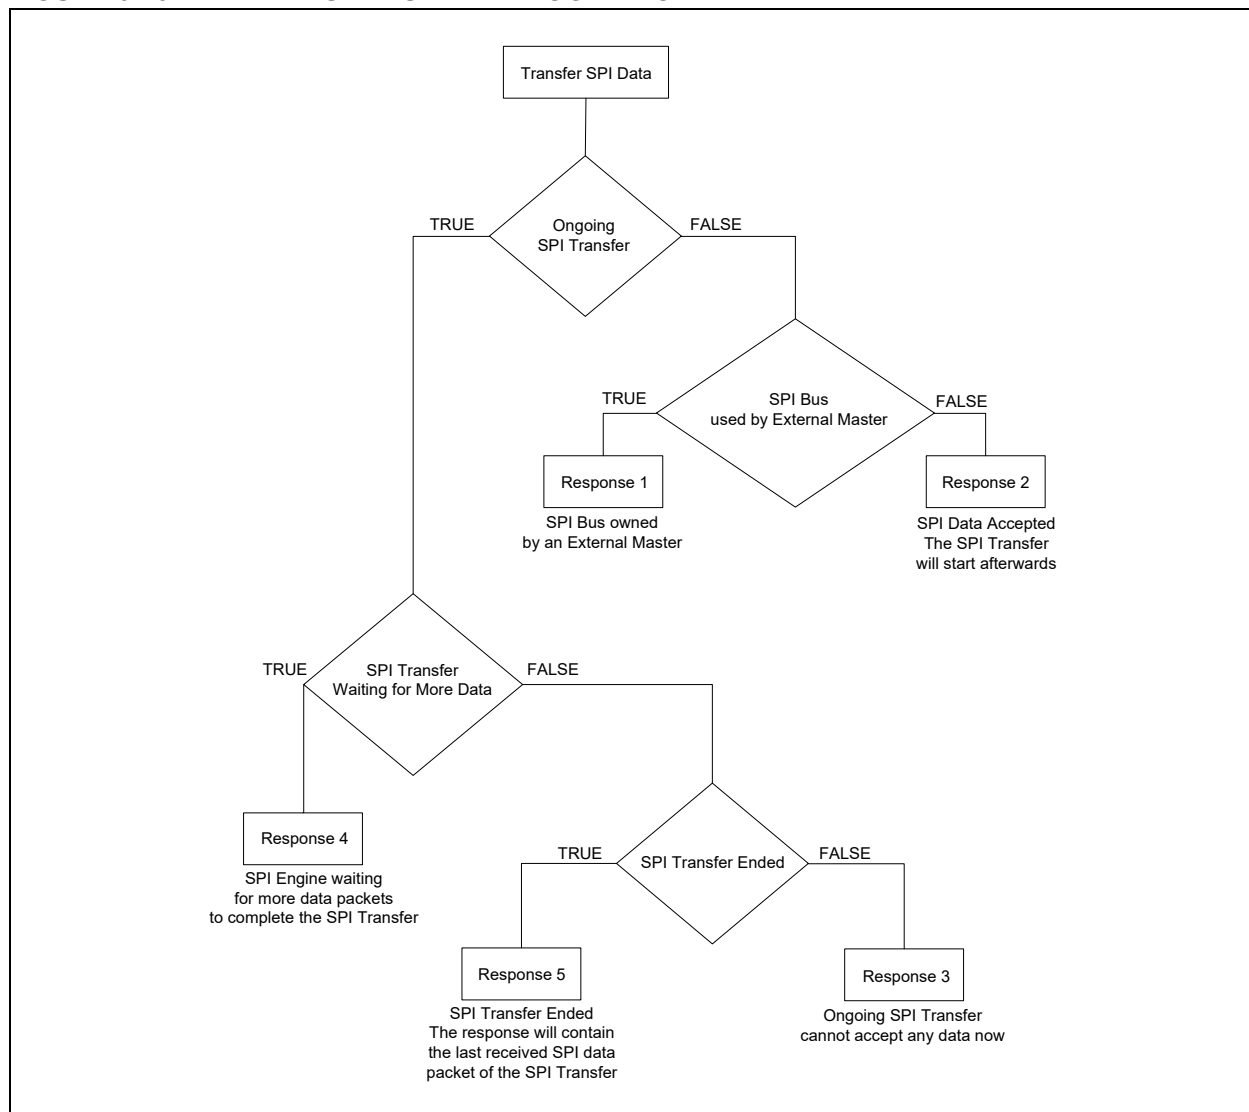 Transfer SPI Data
Ongoing
SPI Transfer
TRUE
FALSE
SPI Bus
used by External Master
TRUE
FALSE
Response 1
SPI Bus owned
by an External Master
Response 2
SPI Data Accepted
The SPI Transfer
will start afterwards
SPI Transfer
Waiting for More Data
TRUE
FALSE
Response 4
SPI Engine waiting
for more data packets
to complete the SPI Transfer
SPI Transfer Ended
TRUE
FALSE
Response 5
SPI Transfer Ended
The response will contain
the last received SPI data
packet of the SPI Transfer
Response 3
Ongoing SPI Transfer
cannot accept any data now